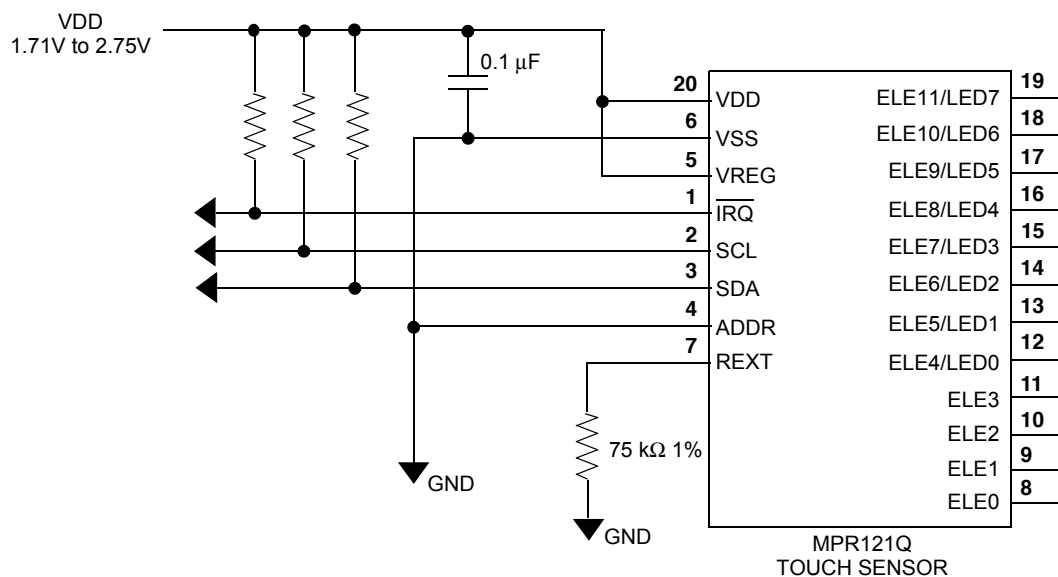 VDD
1.71V to 2.75V
0.1 μF
20
VDD
6
VSS
5
VREG
1
IRQ
2
SCL
3
SDA
4
ADDR
7
REXT
75 kΩ 1%
GND
GND
ELE11/LED7
19
ELE10/LED6
18
ELE9/LED5
17
ELE8/LED4
16
ELE7/LED3
15
ELE6/LED2
14
ELE5/LED1
13
ELE4/LED0
12
ELE3
11
ELE2
10
ELE1
9
ELE0
8
MPR121Q
TOUCH SENSOR